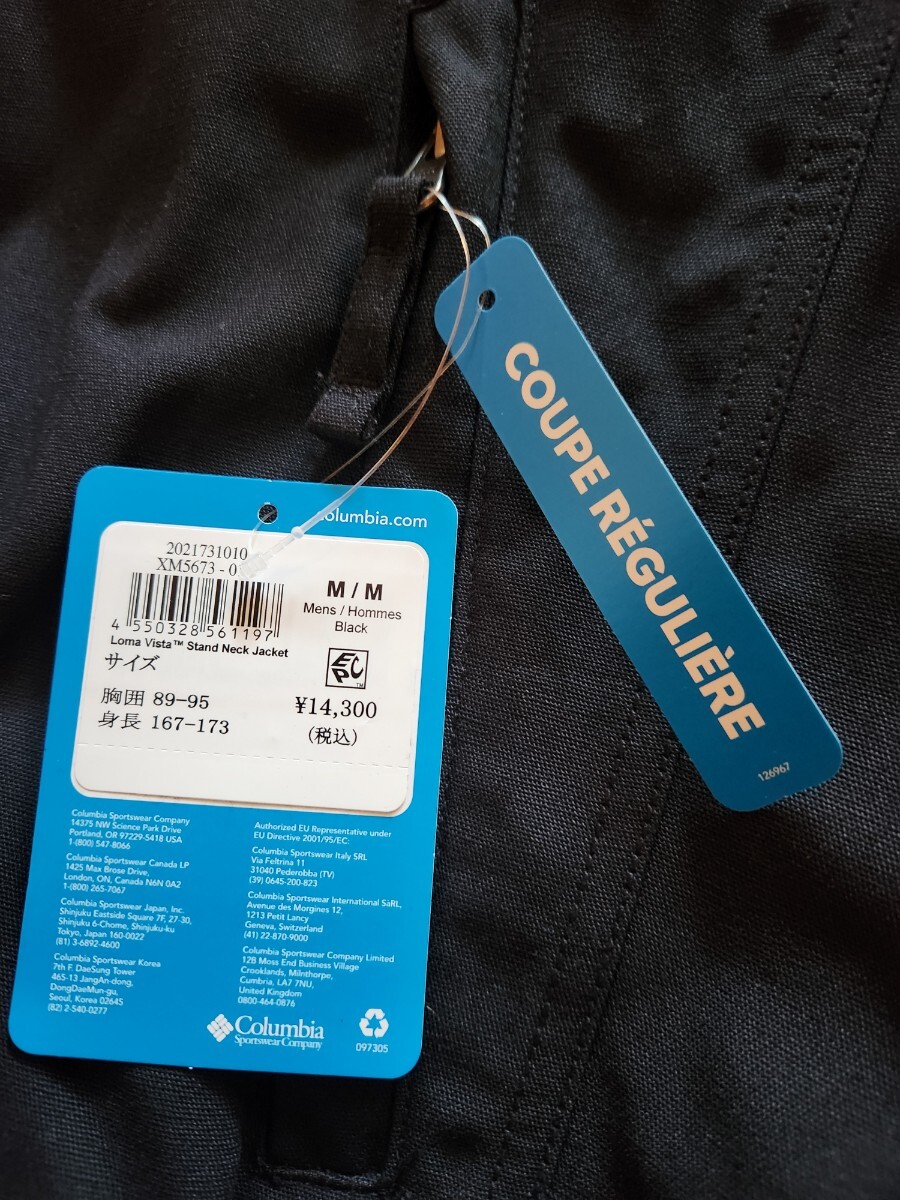 COUPE RÉGULIÈRE
126967
columbia.com
2021731010
XM5673 - 0
4 550328 561197
Loma Vista™ Stand Neck Jacket
サイズ
胸囲 89-95
身長 167-173
M / M
Mens / Hommes
Black
EPC
TM
¥14,300
(税込)
Columbia Sportswear Company
14375 NW Science Park Drive
Portland, OR 97229-5418 USA
1-(800) 547-8066
Columbia Sportswear Canada LP
1425 Max Brose Drive,
London, ON, Canada N6N 0A2
1-(800) 265-7067
Columbia Sportswear Japan, Inc.
Shinjuku Eastside Square 7F, 27-30,
Shinjuku 6-Chome, Shinjuku-ku
Tokyo, Japan 160-0022
(81) 3-6892-4600
Columbia Sportswear Korea
7th F. DaeSung Tower
465-13 JangAn-dong,
DongDaeMun-gu,
Seoul, Korea 02645
(82) 2-540-0277
Authorized EU Representative under
EU Directive 2001/95/EC:
Columbia Sportswear Italy SRL
Via Feltrina 11
31040 Pederobba (TV)
(39) 0645-200-823
Columbia Sportswear International SàRL,
Avenue des Morgines 12,
1213 Petit Lancy
Geneva, Switzerland
(41) 22-870-9000
Columbia Sportswear Company Limited
12B Moss End Business Village
Crooklands, Milnthorpe,
Cumbria, LA7 7NU,
United Kingdom
0800-464-0876
Columbia
Sportswear Company
097305